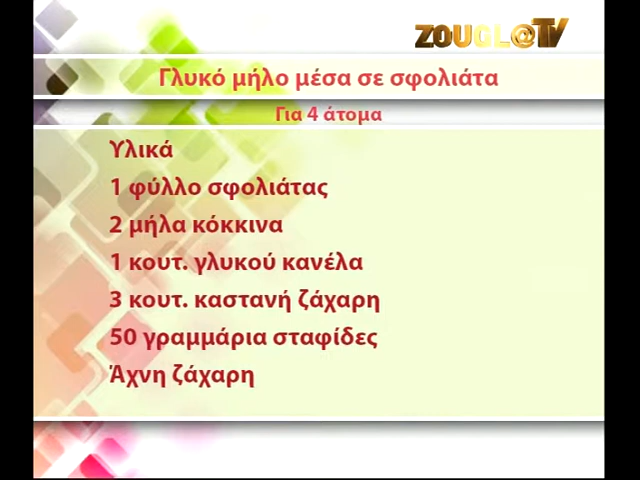 ZOUGL@TV
Γλυκό μήλο μέσα σε σφολιάτα
Για 4 άτομα
Υλικά
1 φύλλο σφολιάτας
2 μήλα κόκκινα
1 κουτ. γλυκού κανέλα
3 κουτ. καστανή ζάχαρη
50 γραμμάρια σταφίδες
Άχνη ζάχαρη